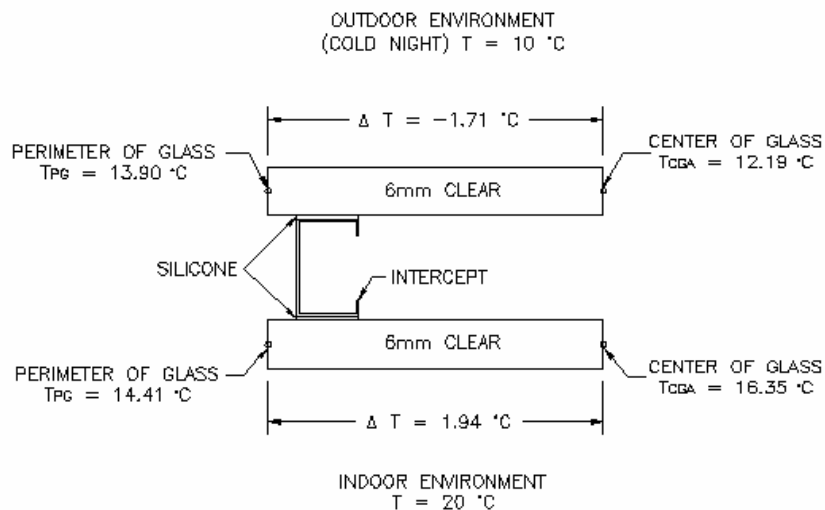 OUTDOOR ENVIRONMENT
(COLD NIGHT) T = 10 °C
Δ T = -1.71 °C
PERIMETER OF GLASS
TPG = 13.90 °C
CENTER OF GLASS
TCGA = 12.19 °C
6mm CLEAR
SILICONE
INTERCEPT
6mm CLEAR
PERIMETER OF GLASS
TPG = 14.41 °C
CENTER OF GLASS
TCGA = 16.35 °C
Δ T = 1.94 °C
INDOOR ENVIRONMENT
T = 20 °C